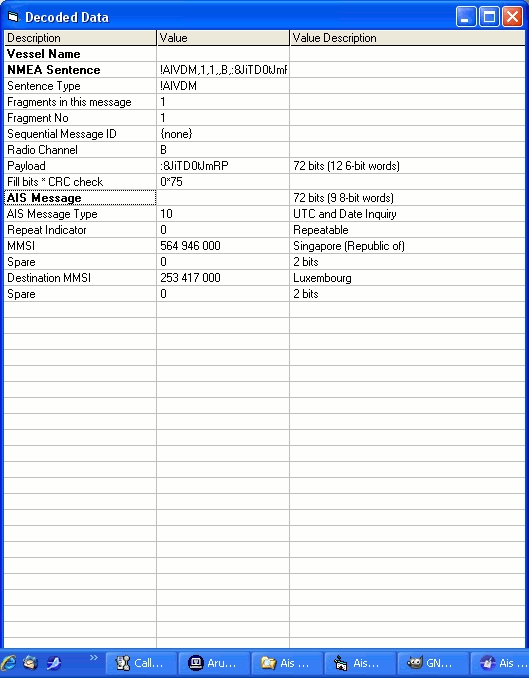 Decoded Data
Description Value Value Description
Vessel Name
NMEA Sentence !AIVDM,1,1,,B,:8JiTD0tJmR
Sentence Type !AIVDM
Fragments in this message 1
Fragment No 1
Sequential Message ID {none}
Radio Channel B
Payload :8JiTD0tJmRP 72 bits (12 6-bit words)
Fill bits * CRC check 0*75
AIS Message 72 bits (9 8-bit words)
AIS Message Type 10 UTC and Date Inquiry
Repeat Indicator 0 Repeatable
MMSI 564 946 000 Singapore (Republic of)
Spare 0 2 bits
Destination MMSI 253 417 000 Luxembourg
Spare 0 2 bits
» Call... Aru... Ais ... Ais... GN... Ais ...